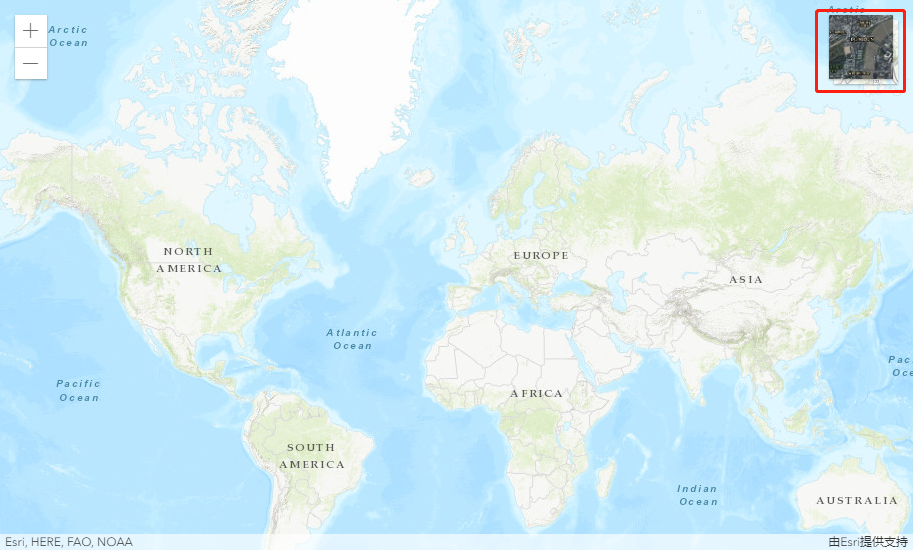 Arctic
Ocean
Arctic
NORTH
AMERICA
EUROPE
ASIA
Atlantic
Ocean
Pacific
Ocean
Pac
Oce
AFRICA
SOUTH
AMERICA
Indian
Ocean
AUSTRALIA
Esri, HERE, FAO, NOAA
由Esri提供支持